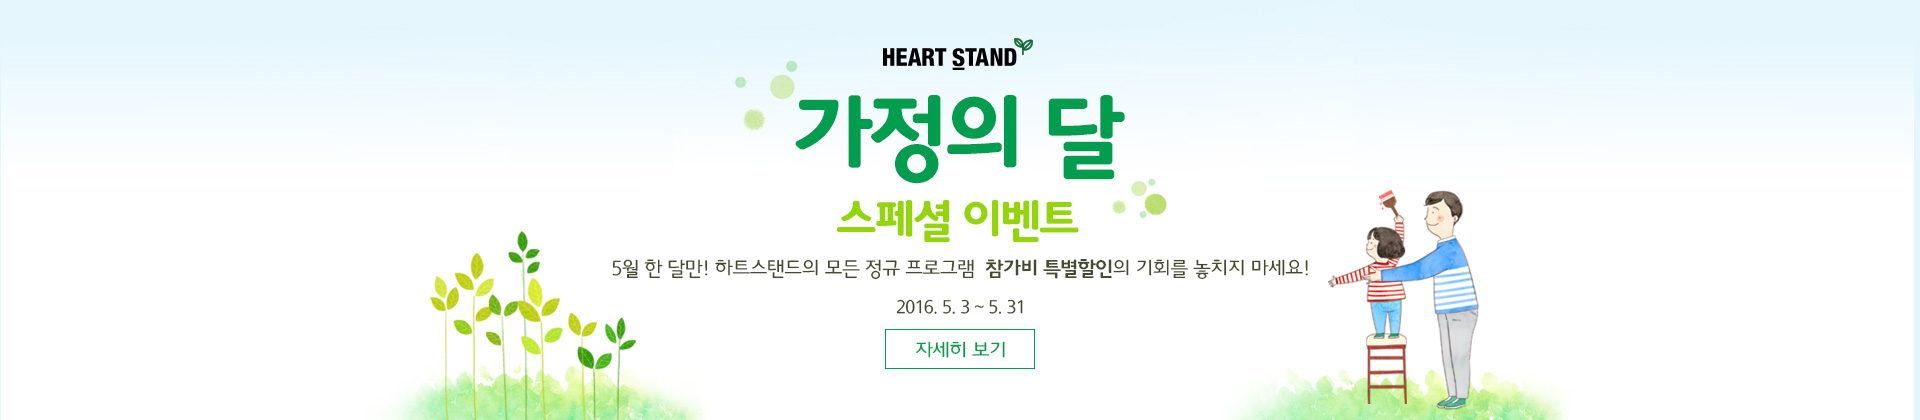 HEART STAND
가정의 달
스페셜 이벤트
5월 한 달만! 하트스탠드의 모든 정규 프로그램 참가비 특별할인의 기회를 놓치지 마세요!
2016. 5. 3 ~ 5. 31
자세히 보기